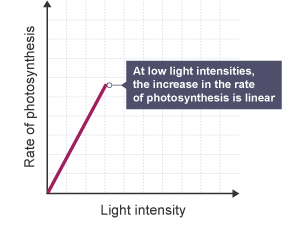 Rate of photosynthesis
At low light intensities,
the increase in the rate
of photosynthesis is linear
Light intensity